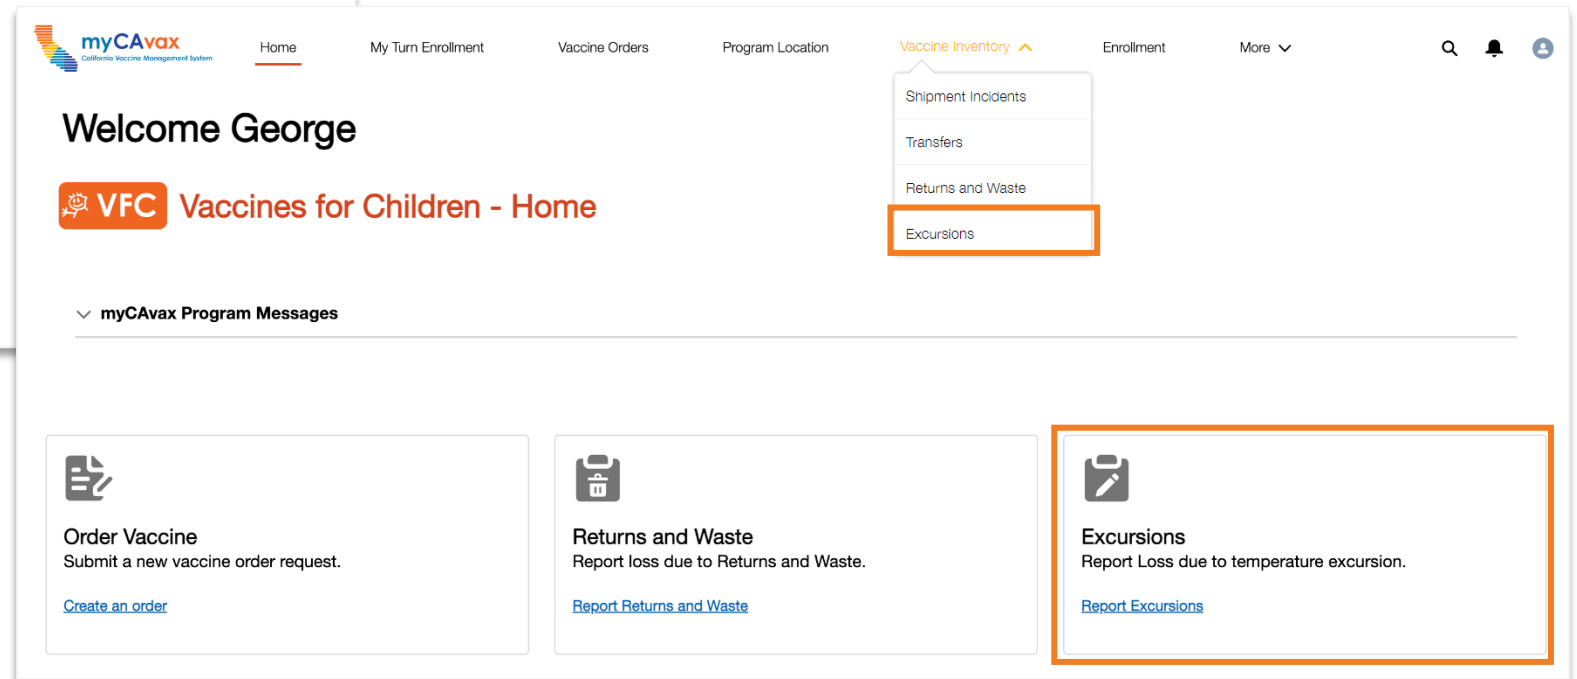 myCAvax
California Vaccine Management System
Home
My Turn Enrollment
Vaccine Orders
Program Location
Vaccine Inventory
Enrollment
More
Shipment Incidents
Transfers
Returns and Waste
Excursions
Welcome George
VFC
Vaccines for Children - Home
myCAvax Program Messages
Order Vaccine
Submit a new vaccine order request.
Create an order
Returns and Waste
Report loss due to Returns and Waste.
Report Returns and Waste
Excursions
Report Loss due to temperature excursion.
Report Excursions